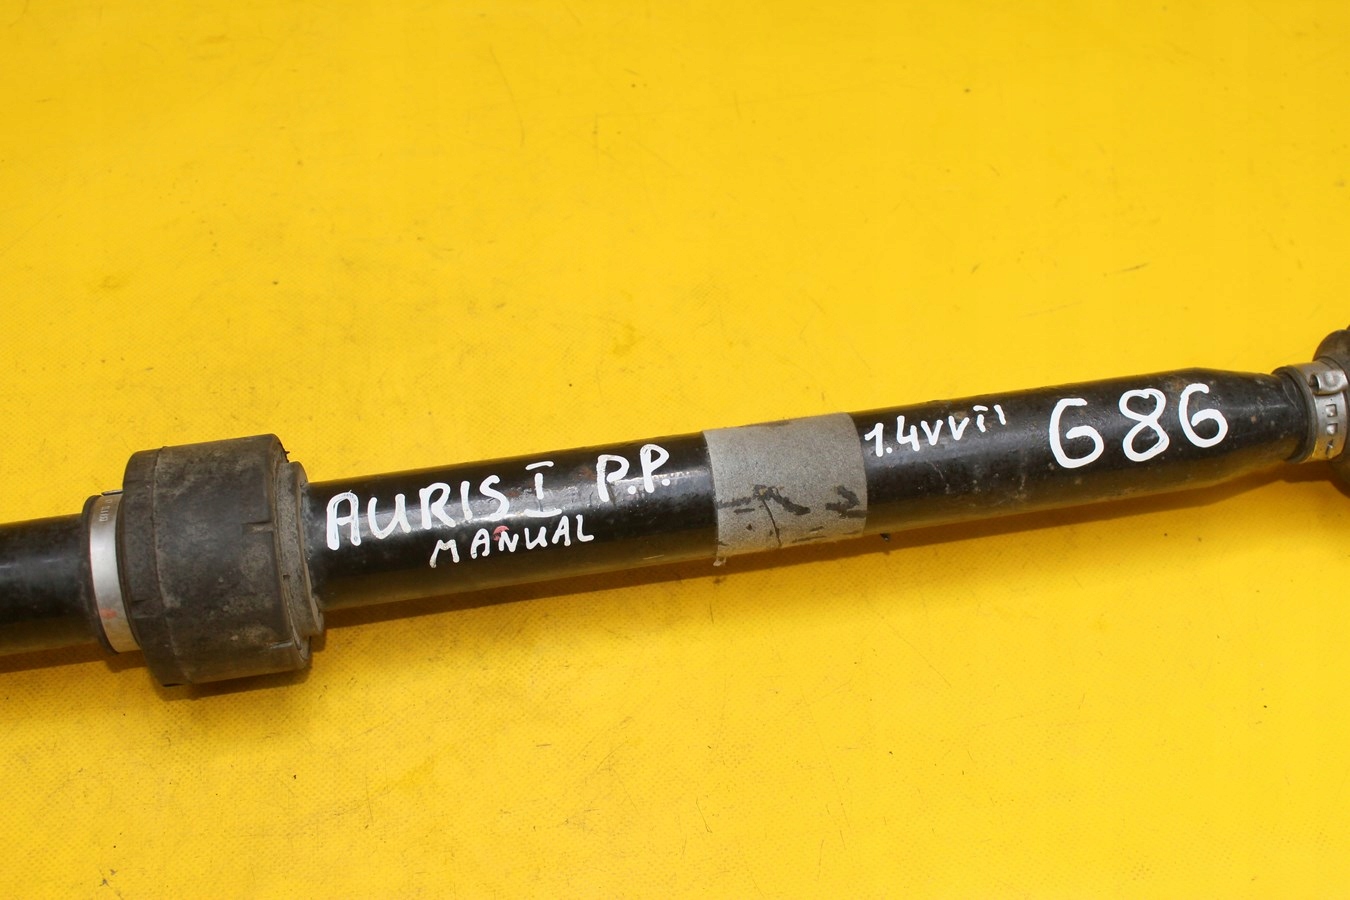 AURIS I P.P. 1.4VVTi G86
MANUAL